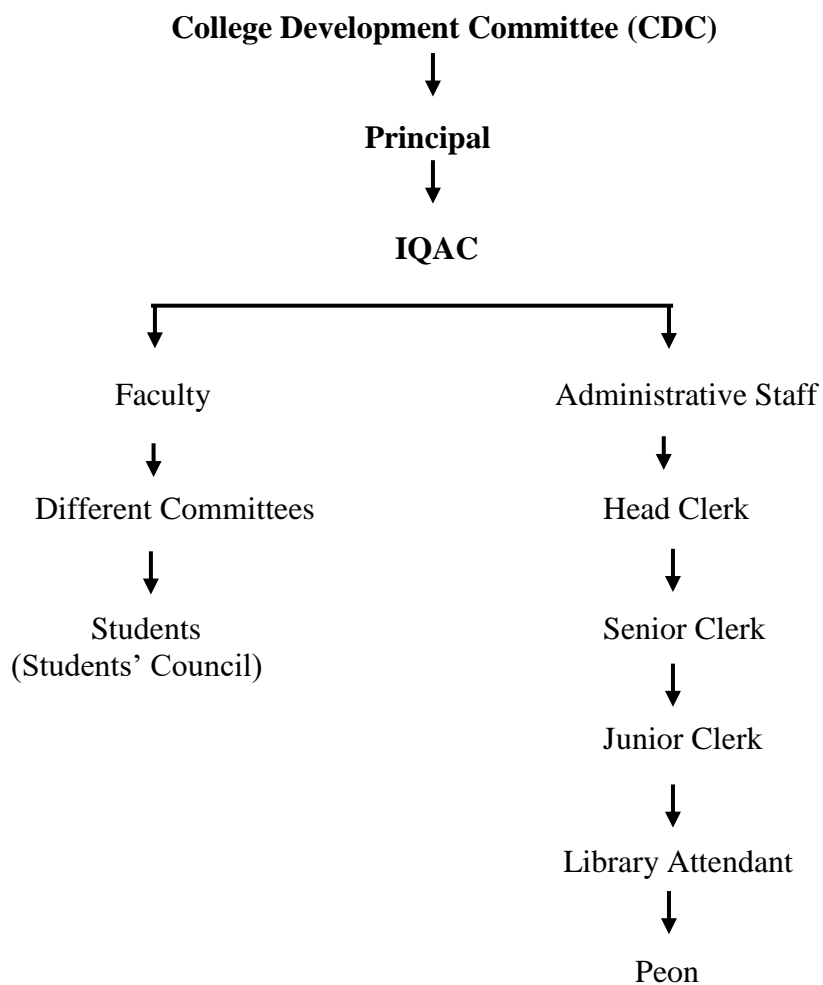 College Development Committee (CDC)
Principal
IQAC
Faculty
Administrative Staff
Different Committees
Head Clerk
Students
(Students’ Council)
Senior Clerk
Junior Clerk
Library Attendant
Peon